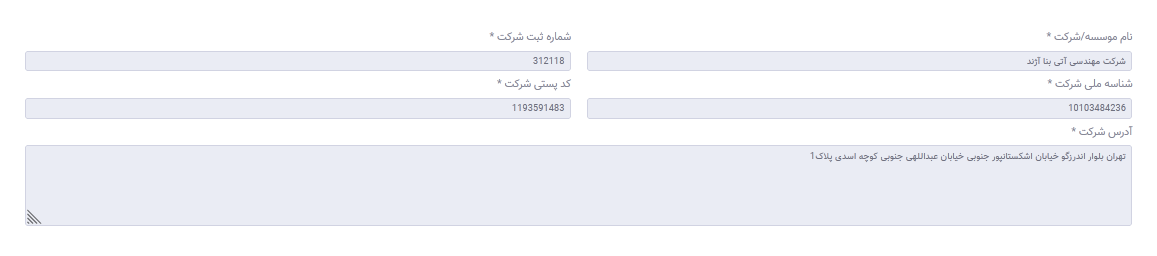 نام موسسه/شرکت *
شماره ثبت شرکت *
شرکت مهندسی آتی بنا آژند
312118
شناسه ملی شرکت *
کد پستی شرکت *
10103484236
1193591483
آدرس شرکت *
تهران بلوار اندرزگو خیابان اشکستانپور جنوبی خیابان عبداللهی جنوبی کوچه اسدی پلاک1